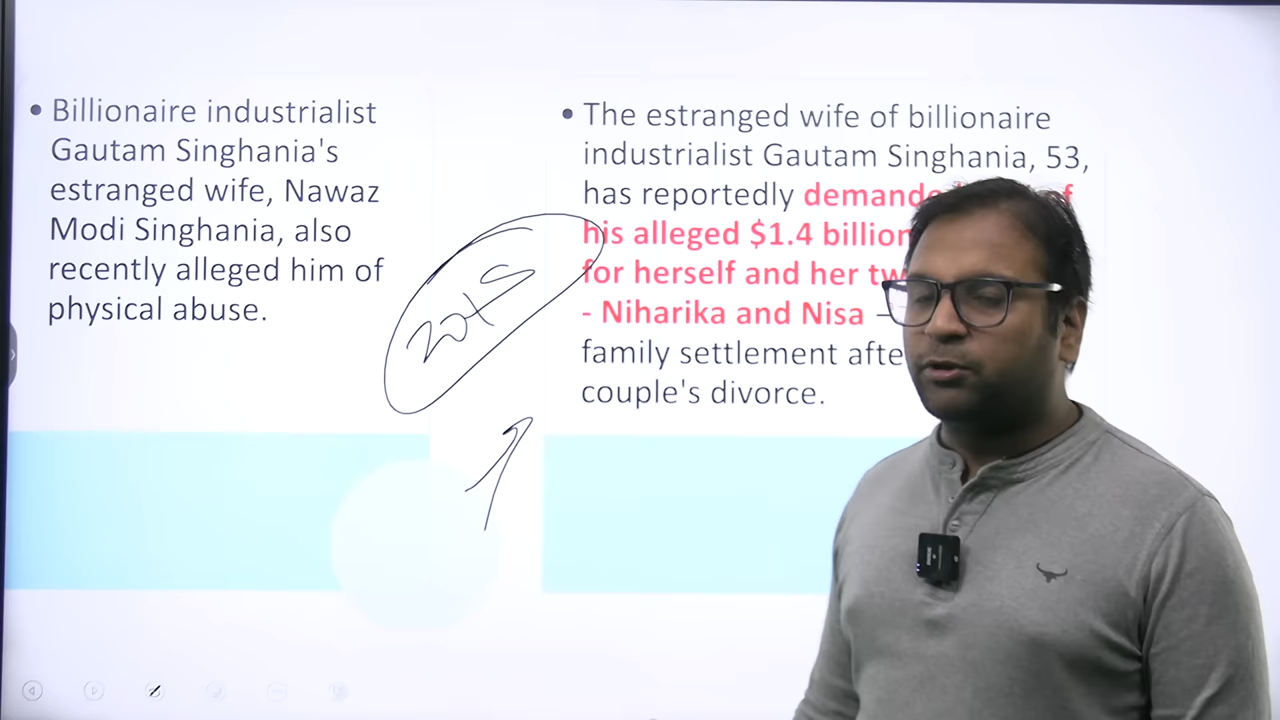 • Billionaire industrialist
Gautam Singhania's
estranged wife, Nawaz
Modi Singhania, also
recently alleged him of
physical abuse.
• The estranged wife of billionaire
industrialist Gautam Singhania, 53,
has reportedly
his alleged $1.4 billion
for herself and her
- Niharika and Nisa –
family settlement
couple's divorce.